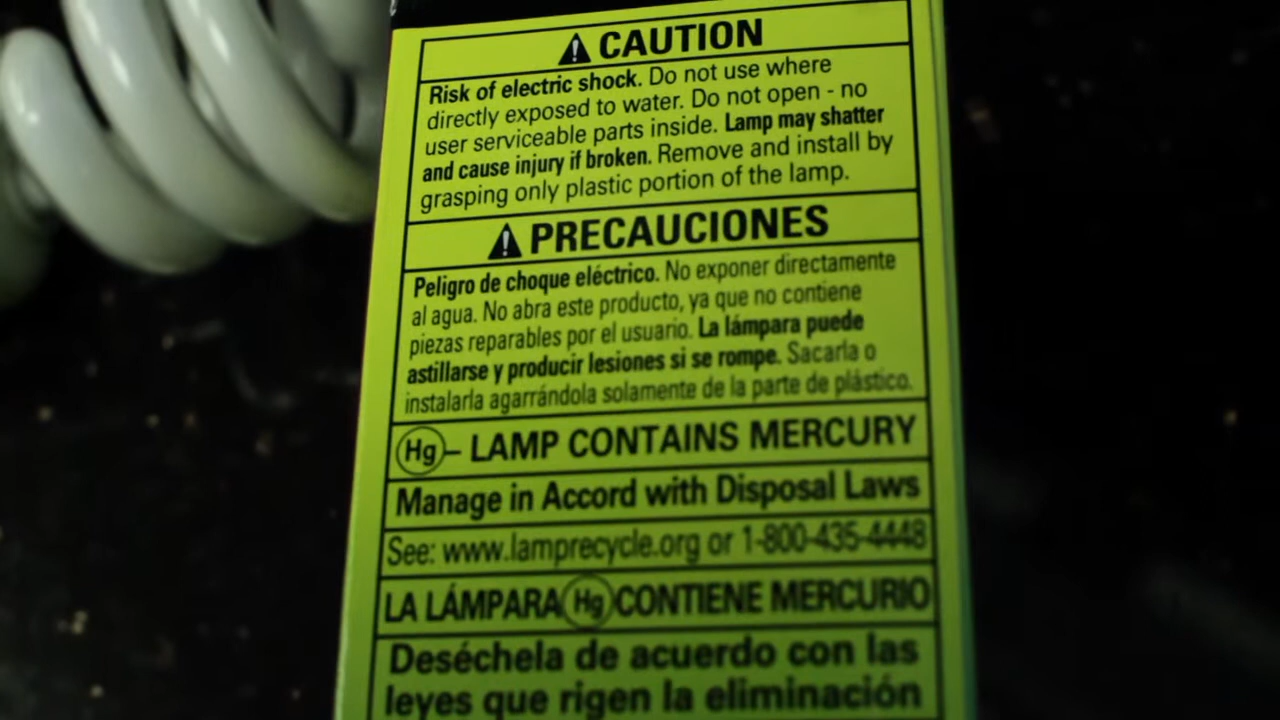 CAUTION
Risk of electric shock. Do not use where
directly exposed to water. Do not open - no
user serviceable parts inside. Lamp may shatter
and cause injury if broken. Remove and install by
grasping only plastic portion of the lamp.
PRECAUCIONES
Peligro de choque eléctrico. No exponer directamente
al agua. No abra este producto, ya que no contiene
piezas reparables por el usuario. La lámpara puede
astillarse y producir lesiones si se rompe. Sacarla o
instalarla agarrándola solamente de la parte de plástico.
Hg – LAMP CONTAINS MERCURY
Manage in Accord with Disposal Laws
See: www.lamprecycle.org or 1-800-435-4448
LA LÁMPARA Hg CONTIENE MERCURIO
Deséchela de acuerdo con las
leyes que rigen la eliminación